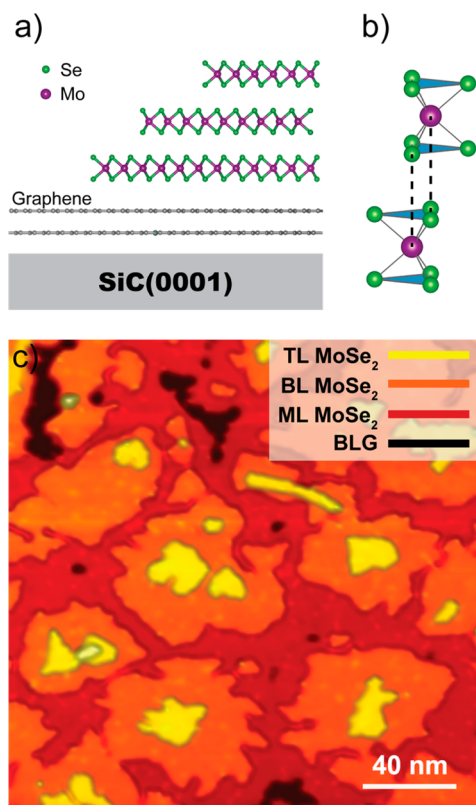 a)
b)
Se
Mo
Graphene
SiC(0001)
c)
TL MoSe₂
BL MoSe₂
ML MoSe₂
BLG
40 nm